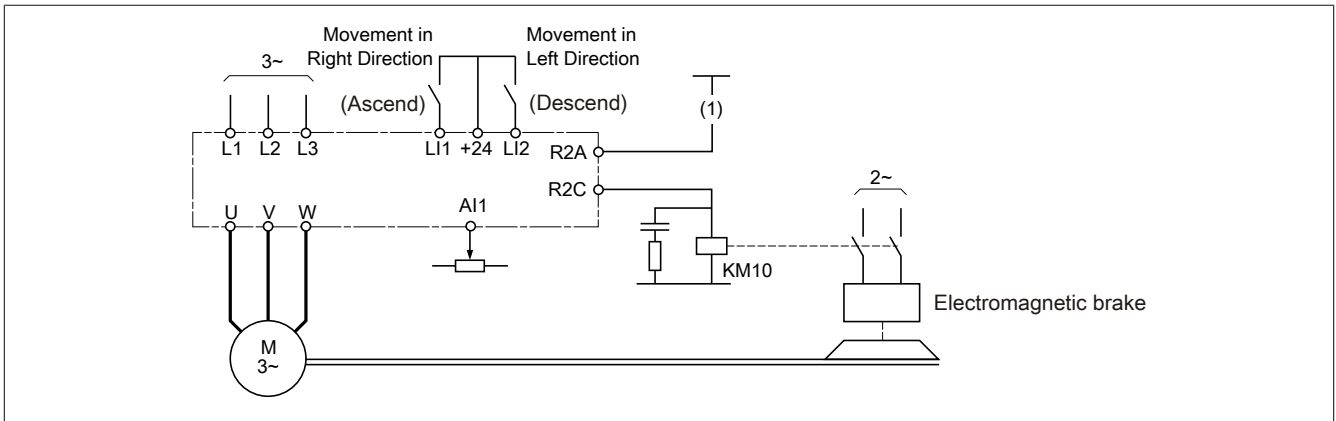 Movement in
Right Direction
Movement in
Left Direction
3~
(Ascend)
(Descend)
(1)
L1 L2 L3 LI1 +24 LI2
R2A
R2C
2~
U V W
AI1
KM10
Electromagnetic brake
M
3~